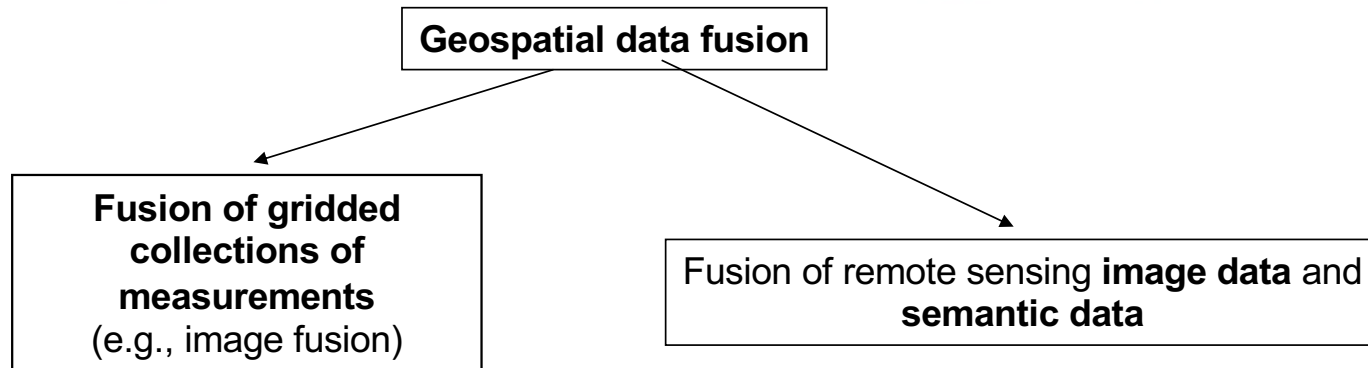 Geospatial data fusion
Fusion of gridded
collections of
measurements
(e.g., image fusion)
Fusion of remote sensing image data and
semantic data